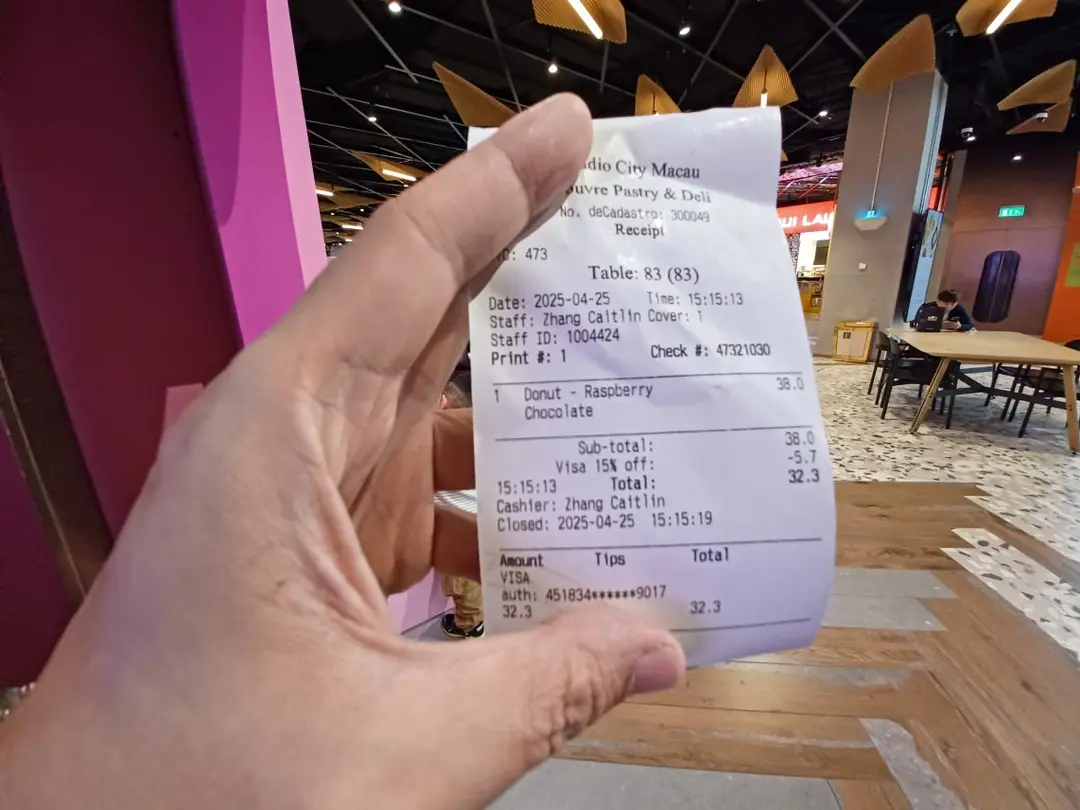 dio City Macau
ouvre Pastry & Deli
No. deCadastro: 300049
Receipt
NO: 473
Table: 83 (83)
Date: 2025-04-25 Time: 15:15:13
Staff: Zhang Caitlin Cover: 1
Staff ID: 1004424
Print #: 1 Check #: 47321030
1 Donut - Raspberry 38.0
Chocolate
Sub-total: 38.0
Visa 15% off: -5.7
15:15:13 Total: 32.3
Cashier: Zhang Caitlin
Closed: 2025-04-25 15:15:19
Amount Tips Total
VISA
auth: 451834******9017
32.3 32.3